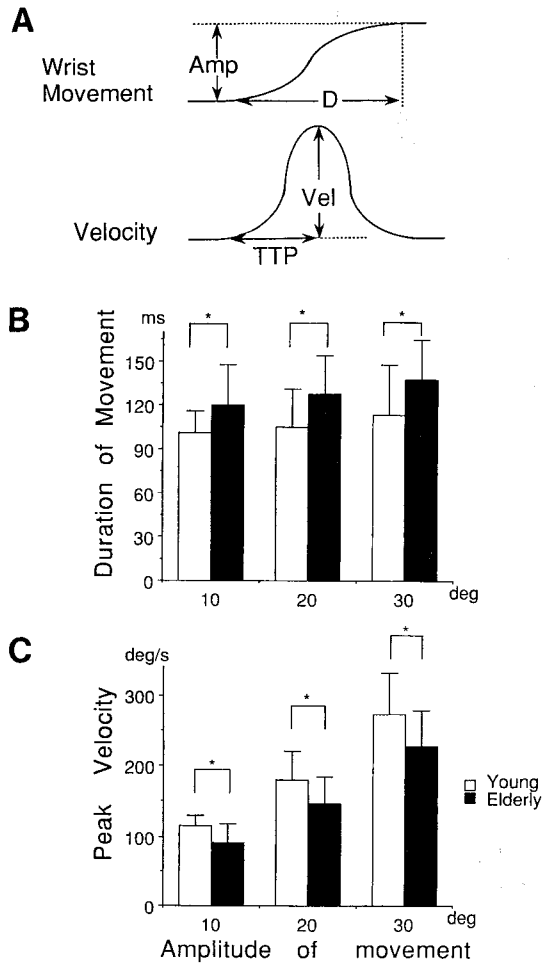 A
Wrist
Movement
Amp
D
Velocity
Vel
TTP
B
Duration of Movement
ms
* * *
150
120
90
60
30
0
10 20 30 deg
C
Peak Velocity
deg/s
* * *
300
200
100
0
10 20 30 deg
Amplitude of movement
Young
Elderly